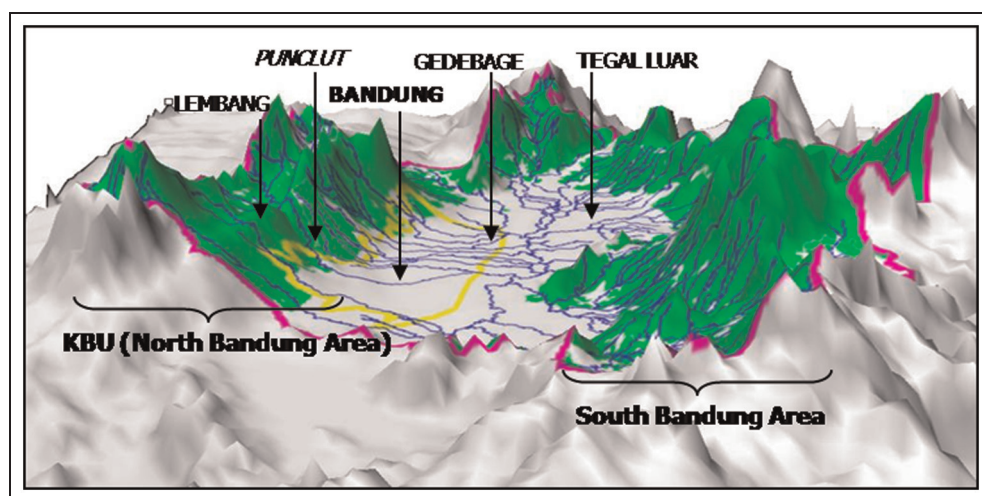 PUNCLUT
GEDEBAGE
TEGAL LUAR
LEMBANG
BANDUNG
KBU (North Bandung Area)
South Bandung Area